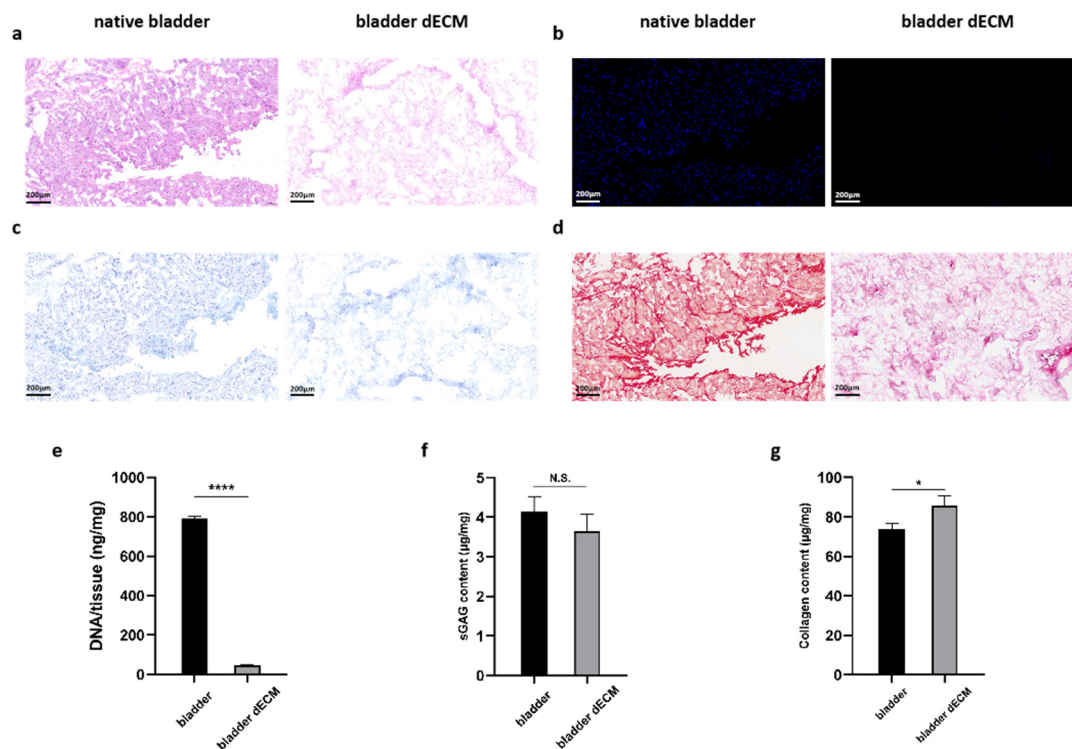 native bladder
bladder dECM
native bladder
bladder dECM
a
b
200μm
200μm
200μm
200μm
c
d
200μm
200μm
200μm
200μm
e
f
g
DNA/tissue (ng/mg)
1000
800
600
400
200
0
****
bladder
bladder dECM
sGAG content (μg/mg)
5
4
3
2
1
0
N.S.
bladder
bladder dECM
Collagen content (μg/mg)
100
80
60
40
20
0
*
bladder
bladder dECM